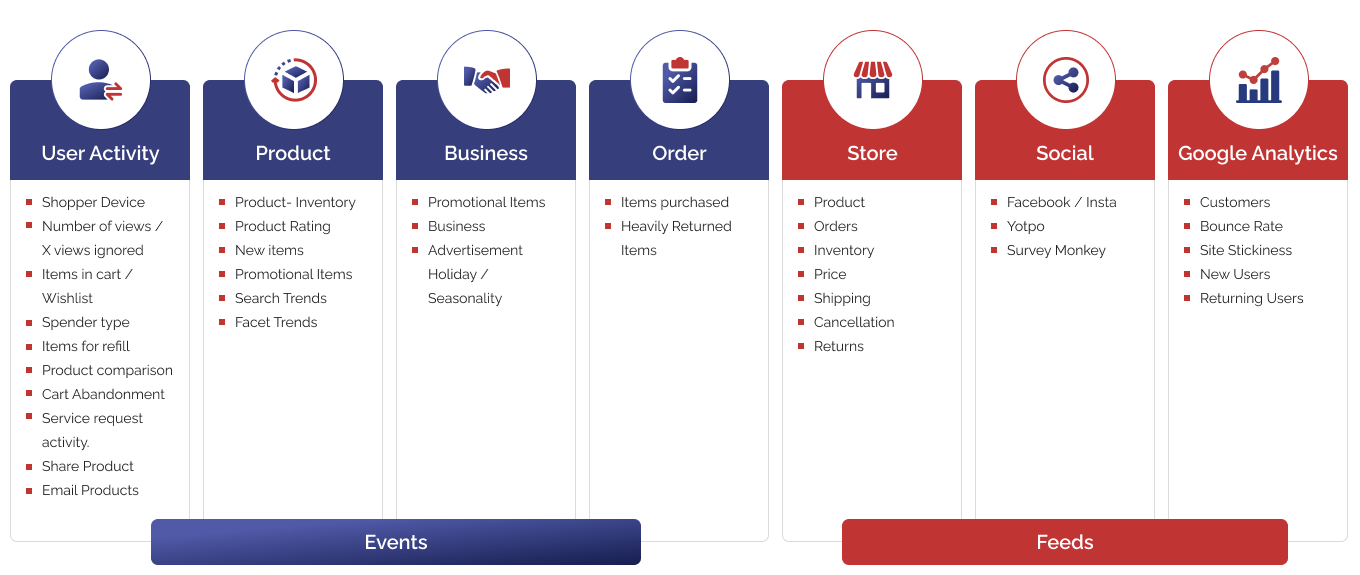 User Activity
Shopper Device
Number of views /
X views ignored
Items in cart /
Wishlist
Spender type
Items for refill
Product comparison
Cart Abandonment
Service request
activity.
Share Product
Email Products
Product
Product- Inventory
Product Rating
New items
Promotional Items
Search Trends
Facet Trends
Business
Promotional Items
Business
Advertisement
Holiday /
Seasonality
Order
Items purchased
Heavily Returned
Items
Events
Store
Product
Orders
Inventory
Price
Shipping
Cancellation
Returns
Social
Facebook / Insta
Yotpo
Survey Monkey
Google Analytics
Customers
Bounce Rate
Site Stickiness
New Users
Returning Users
Feeds